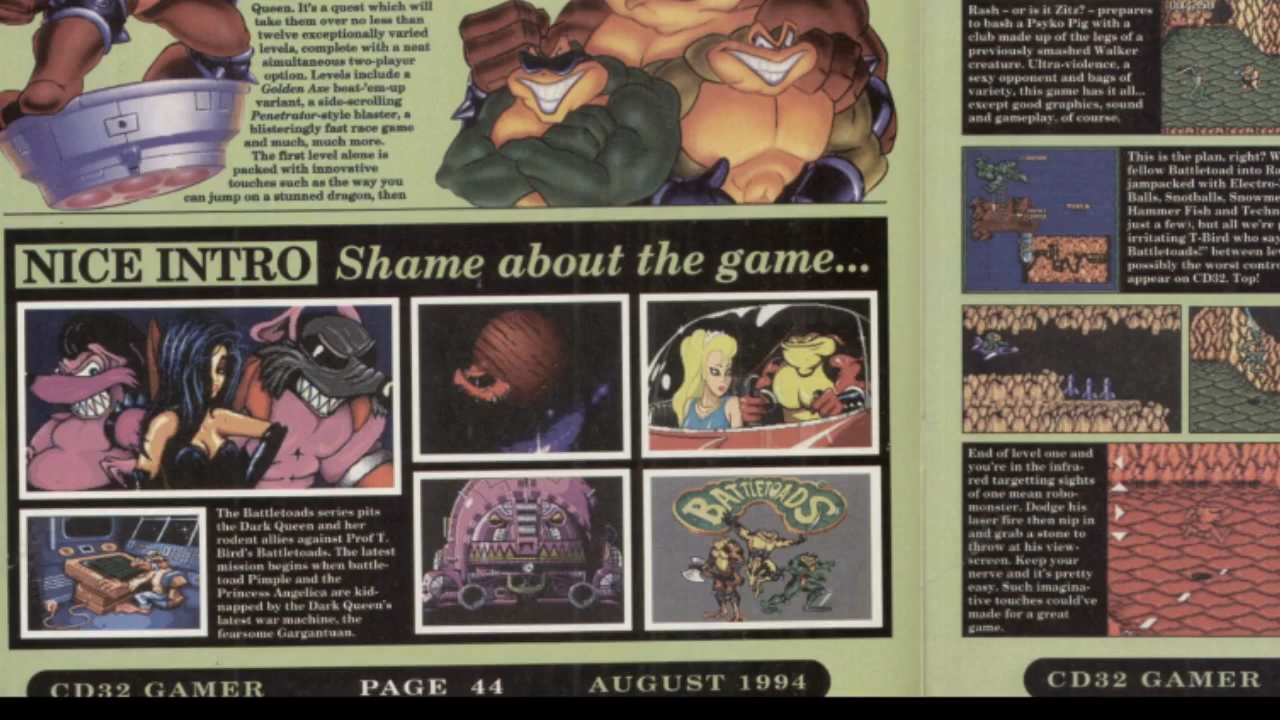 Queen. It's a quest which will
take them over no less than
twelve exceptionally varied
levels, complete with a neat
simultaneous two-player
option. Levels include a
Golden Axe beat-'em-up
variant, a side-scrolling
Penetrator-style blaster, a
blisteringly fast race game
and much, much more.
The first level alone is
packed with innovative
touches such as the way you
can jump on a stunned dragon, then
NICE INTRO Shame about the game...
The Battletoads series pits
the Dark Queen and her
rodent allies against Prof T.
Bird's Battletoads. The latest
mission begins when battle-
toad Pimple and the
Princess Angelica are kid-
napped by the Dark Queen's
latest war machine, the
fearsome Gargantuan.
BATTLETOADS
CD32 GAMER PAGE 44 AUGUST 1994
Rash – or is it Zitz? – prepares
to bash a Psyko Pig with a
club made up of the legs of a
previously smashed Walker
creature. Ultra-violence, a
sexy opponent and bags of
variety, this game has it all...
except good graphics, sound
and gameplay, of course.
This is the plan, right? W
fellow Battletoad into Ra
jampacked with Electro-
Balls, Snotballs, Snowme
Hammer Fish and Techn
just a few), but all we're
irritating T-Bird who say
Battletoads!" between le
possibly the worst contr
appear on CD32. Top!
End of level one and
you're in the infra-
red targetting sights
of one mean robo-
monster. Dodge his
laser fire then nip in
and grab a stone to
throw at his view-
screen. Keep your
nerve and it's pretty
easy. Such imagina-
tive touches could've
made for a great
game.
CD32 GAMER